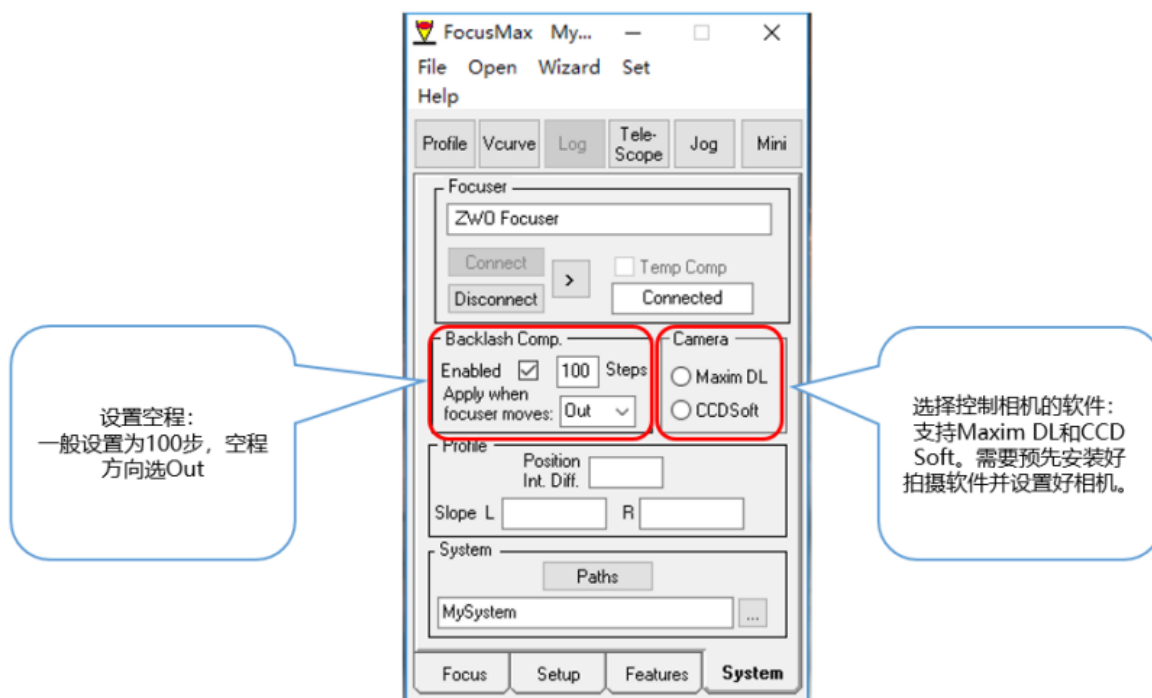 FocusMax My...
File Open Wizard Set
Help
Profile Vcurve Log Tele-
Scope Jog Mini
Focuser
ZWO Focuser
Connect
>
Temp Comp
Disconnect
Connected
Backlash Comp.
Enabled 100 Steps
Apply when
focuser moves: Out
Camera
Maxim DL
CCDSoft
Profile
Position
Int. Diff.
Slope L R
System
Paths
MySystem ...
Focus Setup Features System
设置空程：
一般设置为100步，空程
方向选Out
选择控制相机的软件：
支持Maxim DL和CCD
Soft。需要预先安装好
拍摄软件并设置好相机。